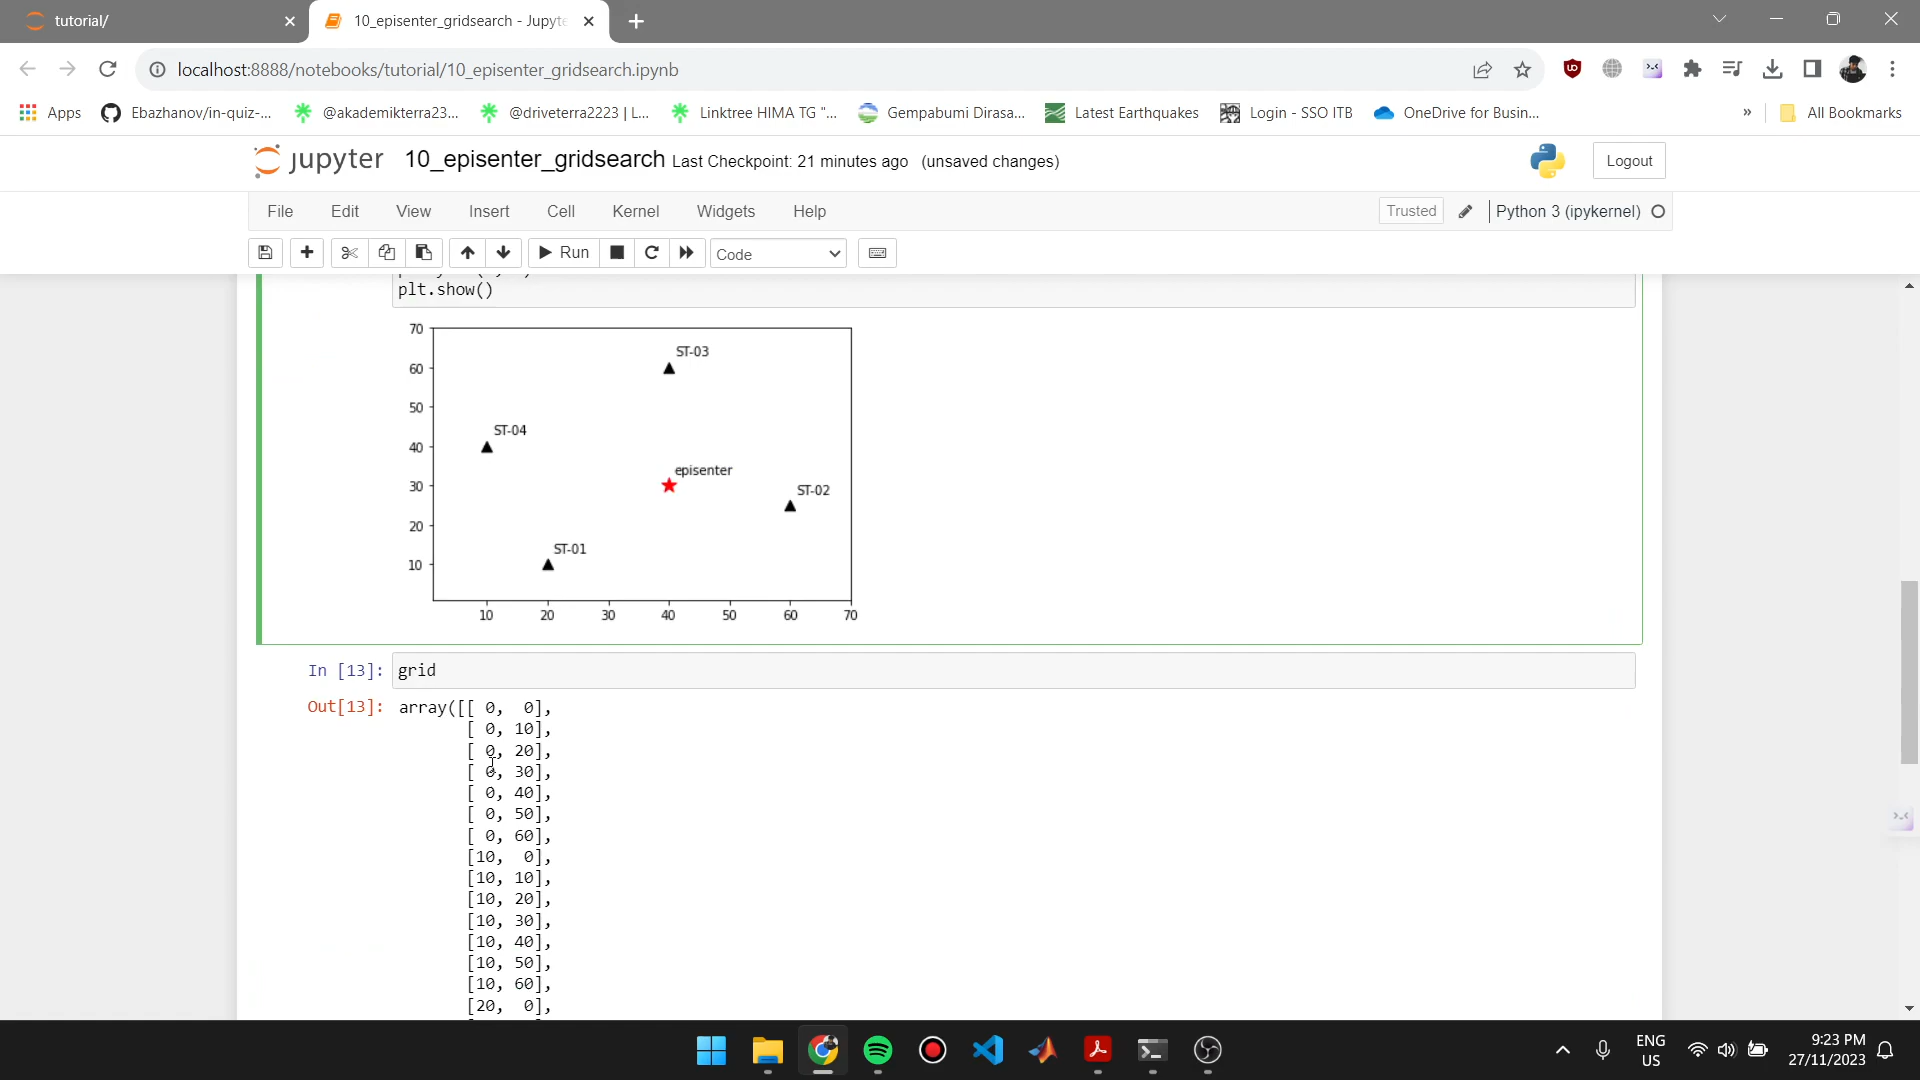 tutorial/
10_episenter_gridsearch - Jupyte
localhost:8888/notebooks/tutorial/10_episenter_gridsearch.ipynb
Apps
Ebazhanov/in-quiz-...
@akademikterra23...
@driveterra2223 | L...
Linktree HIMA TG "...
Gempabumi Dirasa...
Latest Earthquakes
Login - SSO ITB
OneDrive for Busin...
»
All Bookmarks
jupyter
10_episenter_gridsearch Last Checkpoint: 21 minutes ago (unsaved changes)
Logout
File
Edit
View
Insert
Cell
Kernel
Widgets
Help
Trusted
Python 3 (ipykernel)
Run
Code
plt.show()
70
60
50
40
30
20
10
ST-03
ST-04
episenter
ST-02
ST-01
10
20
30
40
50
60
70
In [13]: grid
Out[13]: array([[ 0,  0],
[ 0, 10],
[ 0, 20],
[ 0, 30],
[ 0, 40],
[ 0, 50],
[ 0, 60],
[10,  0],
[10, 10],
[10, 20],
[10, 30],
[10, 40],
[10, 50],
[10, 60],
[20,  0],
ENG
US
9:23 PM
27/11/2023